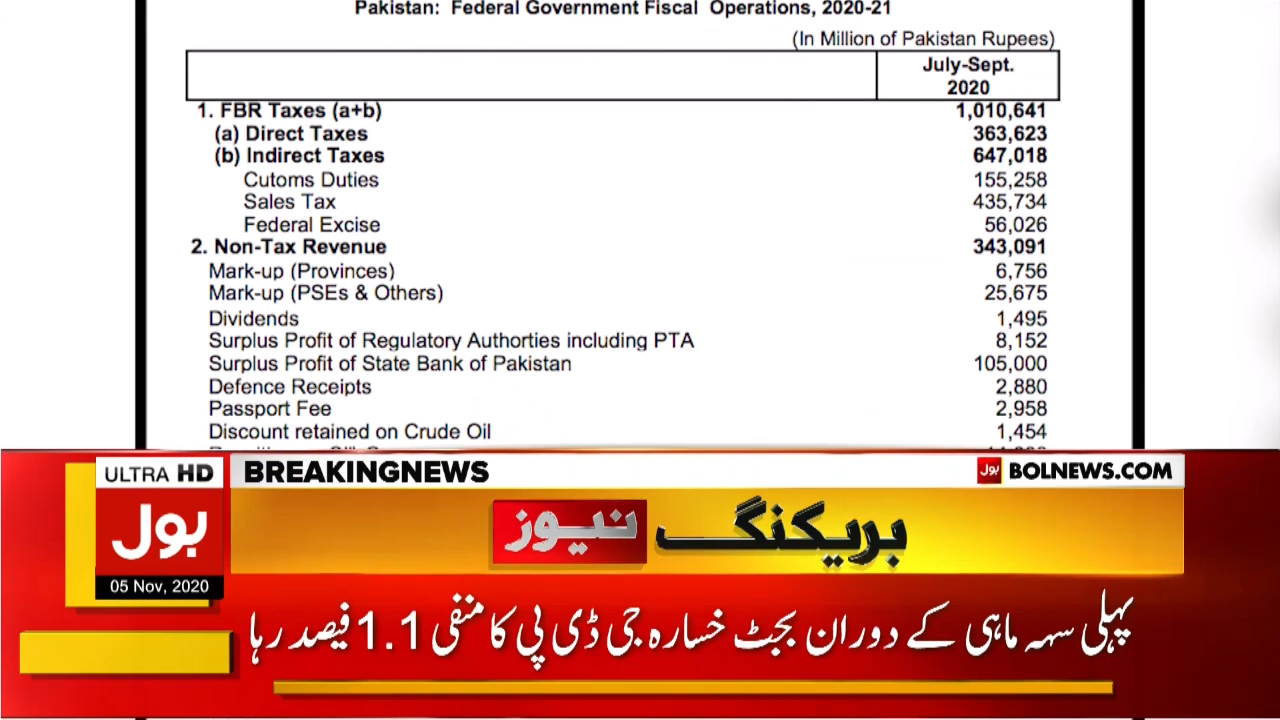 Pakistan: Federal Government Fiscal Operations, 2020-21
(In Million of Pakistan Rupees)
July-Sept.
2020
1. FBR Taxes (a+b) 1,010,641
(a) Direct Taxes 363,623
(b) Indirect Taxes 647,018
Cutoms Duties 155,258
Sales Tax 435,734
Federal Excise 56,026
2. Non-Tax Revenue 343,091
Mark-up (Provinces) 6,756
Mark-up (PSEs & Others) 25,675
Dividends 1,495
Surplus Profit of Regulatory Authorties including PTA 8,152
Surplus Profit of State Bank of Pakistan 105,000
Defence Receipts 2,880
Passport Fee 2,958
Discount retained on Crude Oil 1,454
ULTRA HD BREAKINGNEWS بول BOLNEWS.COM
بول
بریکنگ نیوز
05 Nov, 2020
پہلی سہہ ماہی کے دوران بجٹ خسارہ جی ڈی پی کا منفی 1.1 فیصد رہا